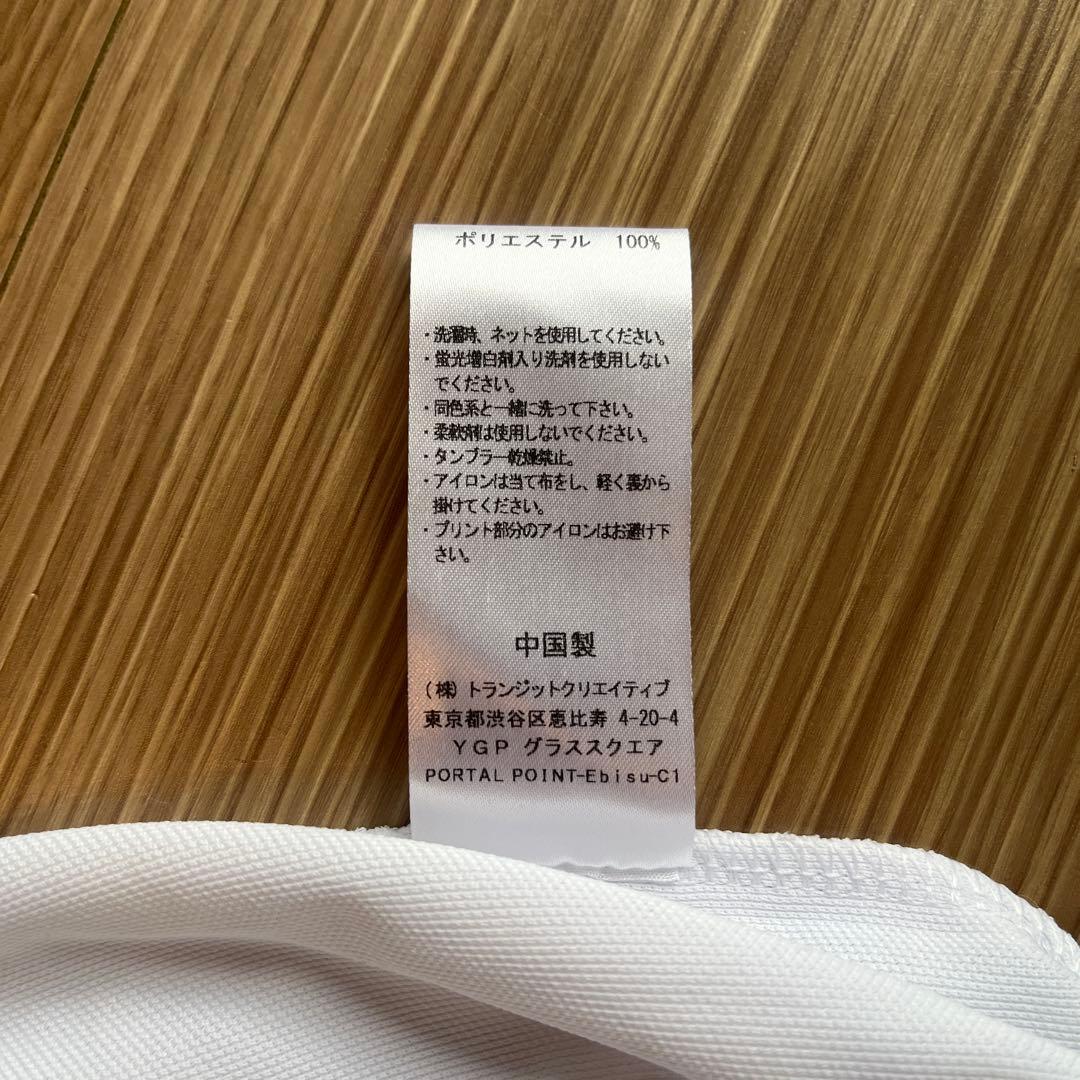 ポリエステル 100%
・洗濯時、ネットを使用してください。
・蛍光増白剤入り洗剤を使用しない
でください。
・同色系と一緒に洗って下さい。
・柔軟剤は使用しないでください。
・タンブラー乾燥禁止。
・アイロンは当て布をし、軽く裏から
掛けてください。
・プリント部分のアイロンはお避け下
さい。
中国製
(株)トランジットクリエイティブ
東京都渋谷区恵比寿 4-20-4
YGP グラススクエア
PORTAL POINT-Ebisu-C1